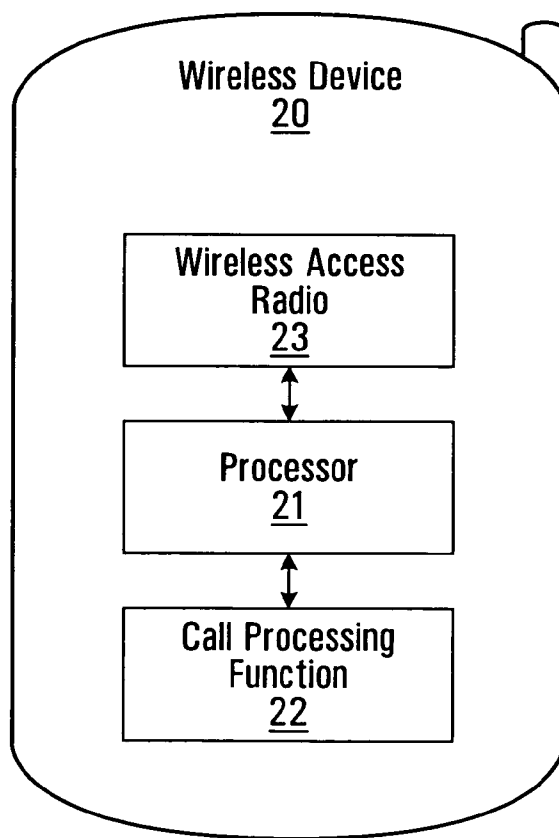 Wireless Device
20
Wireless Access
Radio
23
Processor
21
Call Processing
Function
22